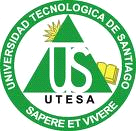 UNIVERSIDAD TECNOLOGICA DE SANTIAGO
US
UTESA
SAPERE ET VIVERE